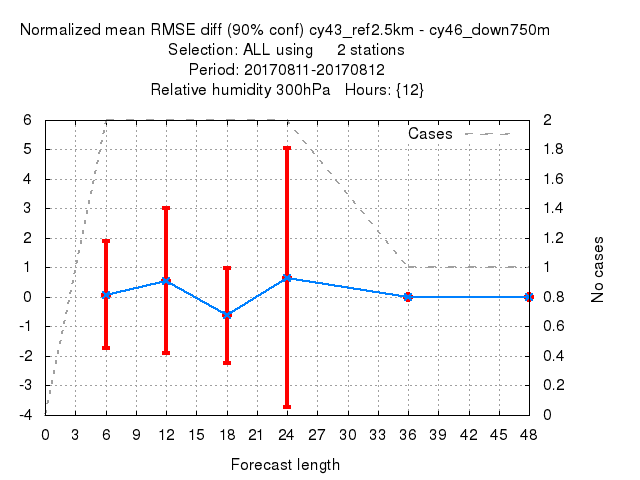 Normalized mean RMSE diff (90% conf) cy43_ref2.5km - cy46_down750m
Selection: ALL using 2 stations
Period: 20170811-20170812
Relative humidity 300hPa Hours: {12}
Cases
6
5
4
3
2
1
0
-1
-2
-3
-4
2
1.8
1.6
1.4
1.2
1
0.8
0.6
0.4
0.2
0
No cases
0 3 6 9 12 15 18 21 24 27 30 33 36 39 42 45 48
Forecast length